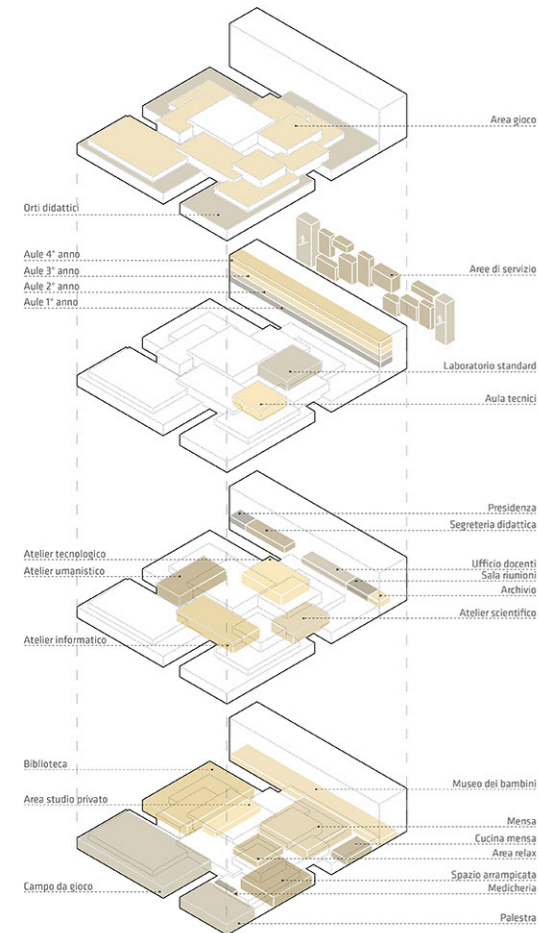 Area gioco
Orti didattici
Aule 4° anno
Aule 3° anno
Aule 2° anno
Aule 1° anno
Aree di servizio
Laboratorio standard
Aula tecnici
Presidenza
Segreteria didattica
Atelier tecnologico
Atelier umanistico
Ufficio docenti
Sala riunioni
Archivio
Atelier scientifico
Atelier informatico
Biblioteca
Museo dei bambini
Area studio privato
Mensa
Cucina mensa
Area relax
Spazio arrampicata
Campo da gioco
Medicheria
Palestra